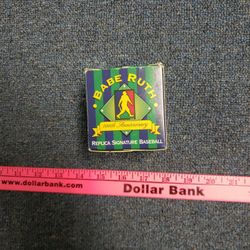 BABE RUTH
100th Anniversary
REPLICA SIGNATURE BASEBALL
www.dollarbank.com
Dollar Bank